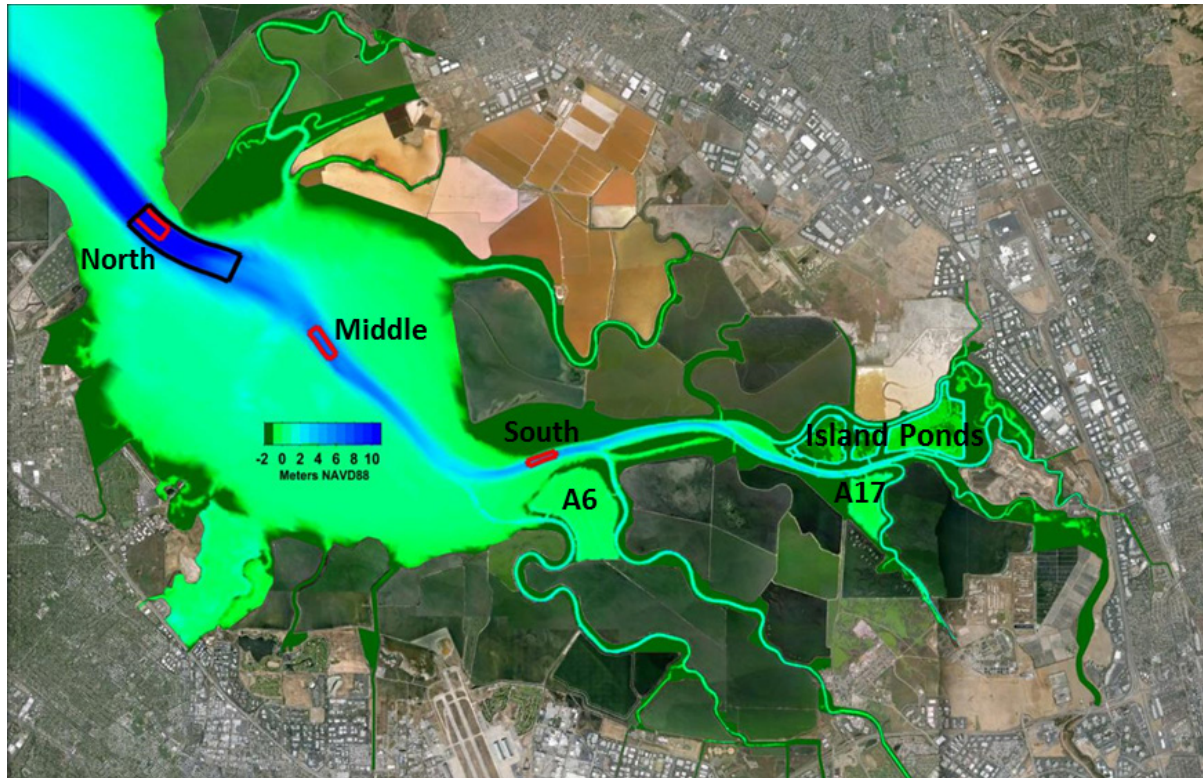 North
Middle
South
Island Ponds
A6
A17
-2 0 2 4 6 8 10
Meters NAVD88